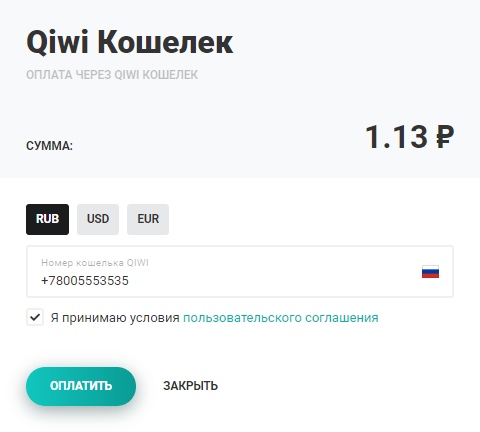 Qiwi Кошелек
ОПЛАТА ЧЕРЕЗ QIWI КОШЕЛЕК
СУММА: 1.13 ₽
RUB USD EUR
Номер кошелька QIWI
+78005553535
Я принимаю условия пользовательского соглашения
ОПЛАТИТЬ ЗАКРЫТЬ